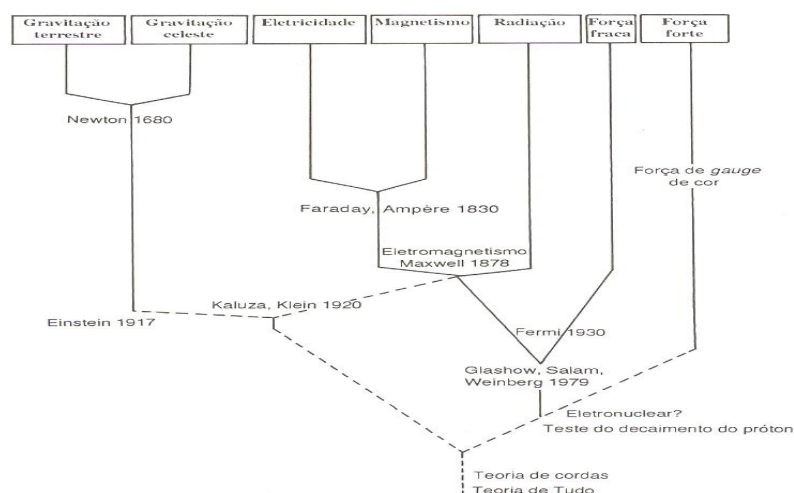 Gravitação
terrestre
Gravitação
celeste
Eletricidade
Magnetismo
Radiação
Força
fraca
Força
forte
Newton 1680
Força de gauge
de cor
Faraday, Ampère 1830
Eletromagnetismo
Maxwell 1878
Kaluza, Klein 1920
Einstein 1917
Fermi 1930
Glashow, Salam,
Weinberg 1979
Eletronuclear?
Teste do decaimento do próton
Teoria de cordas
Teoria de Tudo